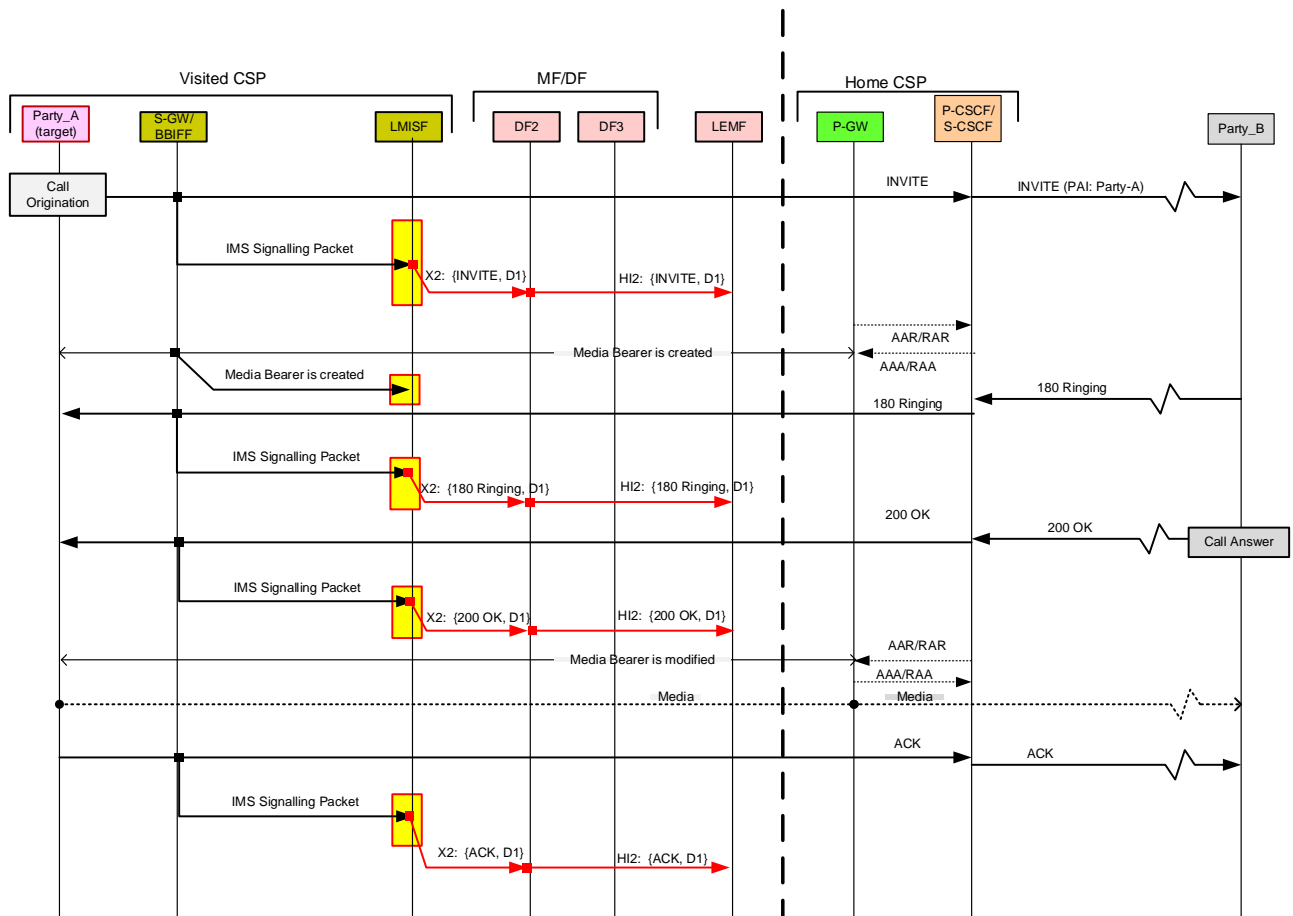 Visited CSP
MF/DF
Home CSP
Party_A
(target)
S-GW/
BBIFF
LMISF
DF2
DF3
LEMF
P-GW
P-CSCF/
S-CSCF
Party_B
Call
Origination
INVITE
INVITE (PAI: Party-A)
IMS Signalling Packet
X2: {INVITE, D1}
HI2: {INVITE, D1}
AAR/RAR
Media Bearer is created
AAA/RAA
Media Bearer is created
180 Ringing
180 Ringing
IMS Signalling Packet
X2: {180 Ringing, D1}
HI2: {180 Ringing, D1}
200 OK
200 OK
Call Answer
IMS Signalling Packet
X2: {200 OK, D1}
HI2: {200 OK, D1}
AAR/RAR
Media Bearer is modified
AAA/RAA
Media
Media
ACK
ACK
IMS Signalling Packet
X2: {ACK, D1}
HI2: {ACK, D1}